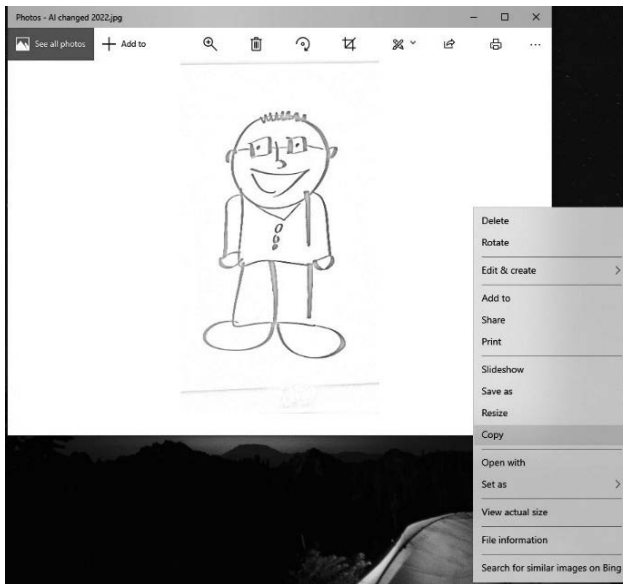 Photos - AI changed 2022.jpg
See all photos
Add to
Delete
Rotate
Edit & create
Add to
Share
Print
Slideshow
Save as
Resize
Copy
Open with
Set as
View actual size
File information
Search for similar images on Bing